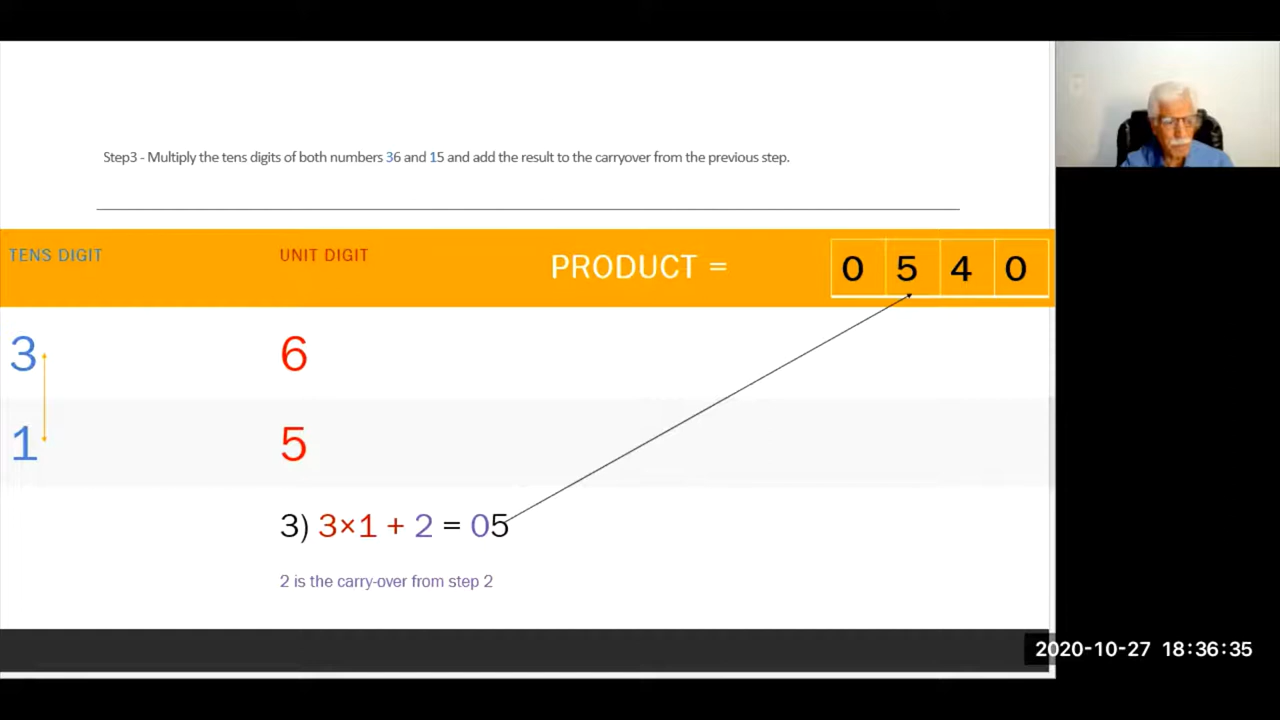 Step3 - Multiply the tens digits of both numbers 36 and 15 and add the result to the carryover from the previous step.
TENS DIGIT UNIT DIGIT PRODUCT = 0 5 4 0
3 6
1 5
3) 3×1 + 2 = 05
2 is the carry-over from step 2
2020-10-27 18:36:35